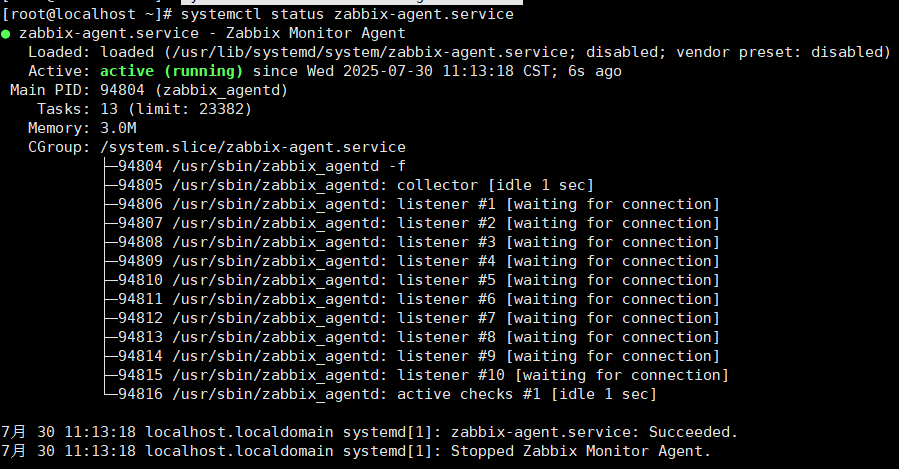 [root@localhost ~]# systemctl status zabbix-agent.service
● zabbix-agent.service - Zabbix Monitor Agent
   Loaded: loaded (/usr/lib/systemd/system/zabbix-agent.service; disabled; vendor preset: disabled)
   Active: active (running) since Wed 2025-07-30 11:13:18 CST; 6s ago
 Main PID: 94804 (zabbix_agentd)
    Tasks: 13 (limit: 23382)
   Memory: 3.0M
   CGroup: /system.slice/zabbix-agent.service
           ├─94804 /usr/sbin/zabbix_agentd -f
           ├─94805 /usr/sbin/zabbix_agentd: collector [idle 1 sec]
           ├─94806 /usr/sbin/zabbix_agentd: listener #1 [waiting for connection]
           ├─94807 /usr/sbin/zabbix_agentd: listener #2 [waiting for connection]
           ├─94808 /usr/sbin/zabbix_agentd: listener #3 [waiting for connection]
           ├─94809 /usr/sbin/zabbix_agentd: listener #4 [waiting for connection]
           ├─94810 /usr/sbin/zabbix_agentd: listener #5 [waiting for connection]
           ├─94811 /usr/sbin/zabbix_agentd: listener #6 [waiting for connection]
           ├─94812 /usr/sbin/zabbix_agentd: listener #7 [waiting for connection]
           ├─94813 /usr/sbin/zabbix_agentd: listener #8 [waiting for connection]
           ├─94814 /usr/sbin/zabbix_agentd: listener #9 [waiting for connection]
           ├─94815 /usr/sbin/zabbix_agentd: listener #10 [waiting for connection]
           └─94816 /usr/sbin/zabbix_agentd: active checks #1 [idle 1 sec]
7月 30 11:13:18 localhost.localdomain systemd[1]: zabbix-agent.service: Succeeded.
7月 30 11:13:18 localhost.localdomain systemd[1]: Stopped Zabbix Monitor Agent.